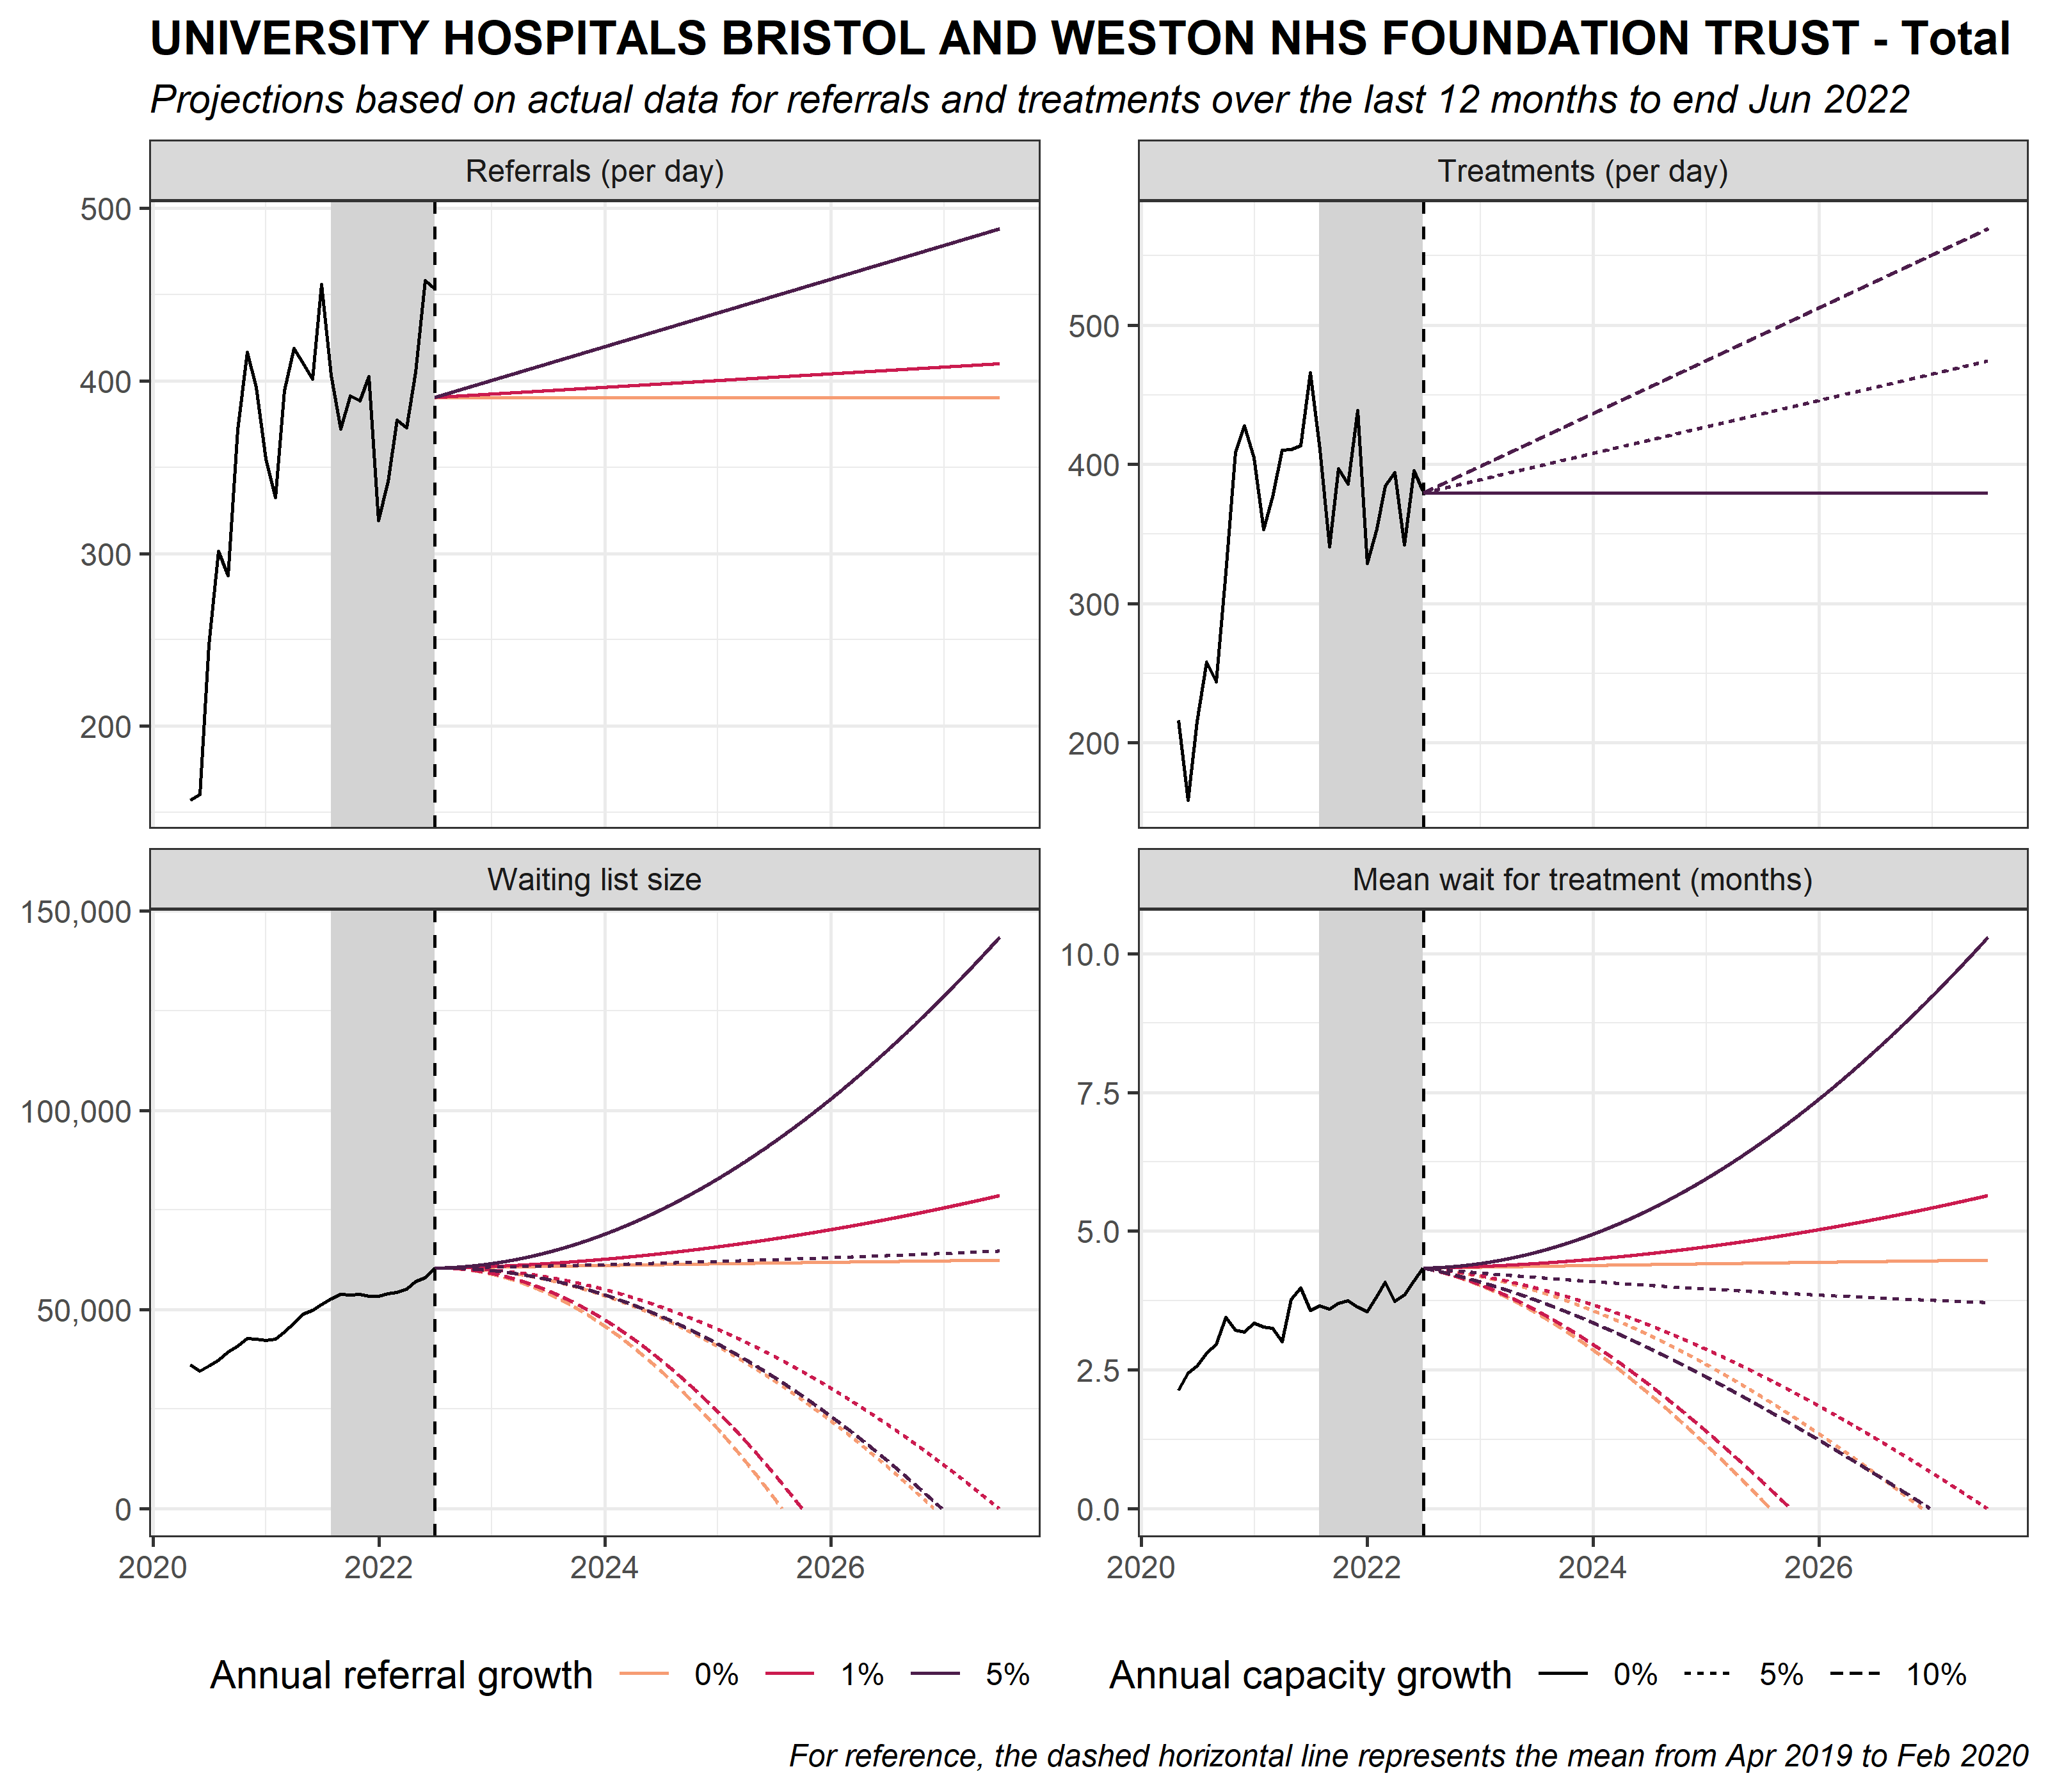 UNIVERSITY HOSPITALS BRISTOL AND WESTON NHS FOUNDATION TRUST - Total
Projections based on actual data for referrals and treatments over the last 12 months to end Jun 2022
Referrals (per day)
500
400
300
200
Treatments (per day)
500
400
300
200
Waiting list size
150,000
100,000
50,000
0
2020 2022 2024 2026
Mean wait for treatment (months)
10.0
7.5
5.0
2.5
0.0
2020 2022 2024 2026
Annual referral growth 0% 1% 5%
Annual capacity growth 0% 5% 10%
For reference, the dashed horizontal line represents the mean from Apr 2019 to Feb 2020